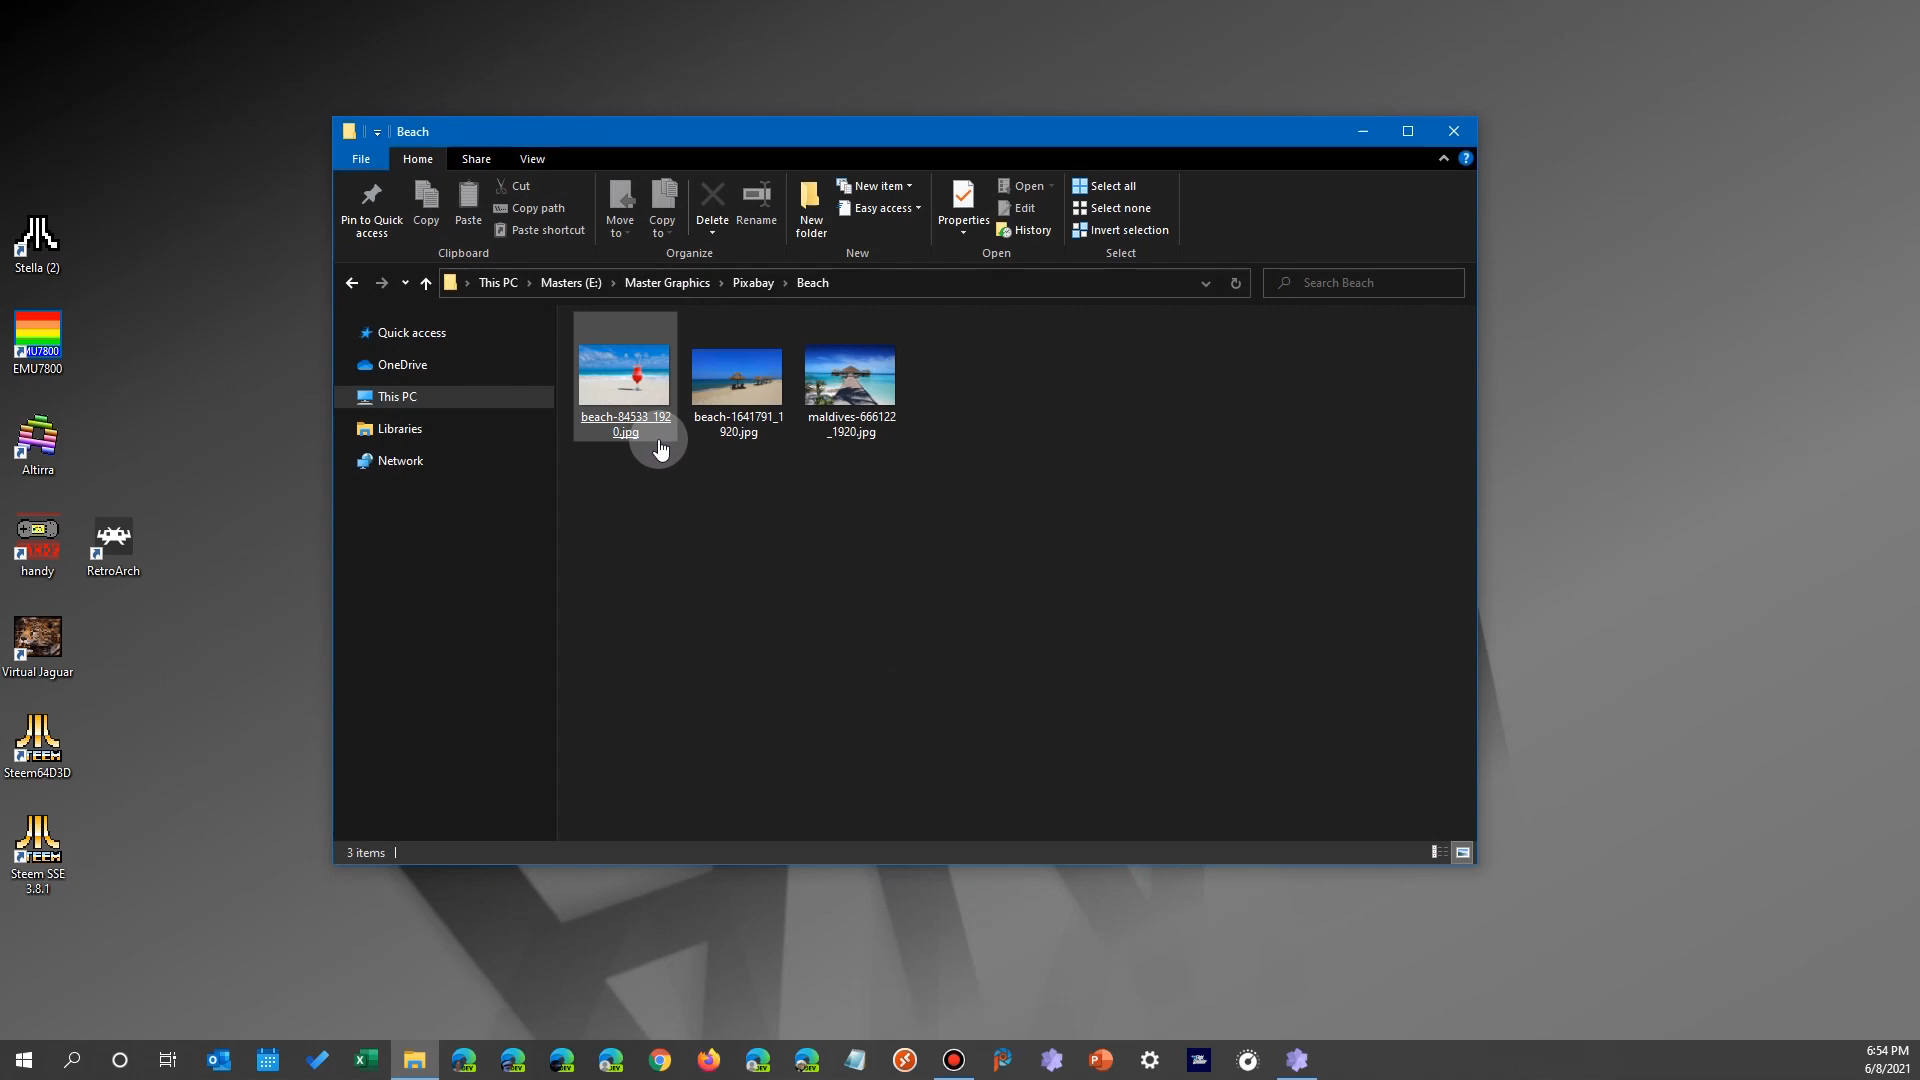 Beach
File Home Share View
Pin to Quick
access
Copy
Paste
Cut
Copy path
Paste shortcut
Clipboard
Move
to
Copy
to
Delete
Rename
Organize
New
folder
New item
Easy access
New
Properties
Open
Edit
History
Open
Select all
Select none
Invert selection
Select
This PC › Masters (E:) › Master Graphics › Pixabay › Beach
Search Beach
Quick access
OneDrive
This PC
Libraries
Network
beach-84533_192
0.jpg
beach-1641791_1
920.jpg
maldives-666122
_1920.jpg
3 items
Stella (2)
EMU7800
Altirra
handy
RetroArch
Virtual Jaguar
STEEM
Steem64D3D
STEEM
Steem SSE
3.8.1
6:54 PM
6/8/2021